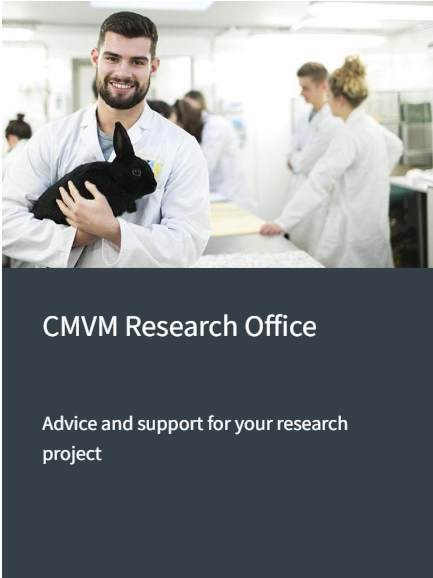 CMVM Research Office
Advice and support for your research
project